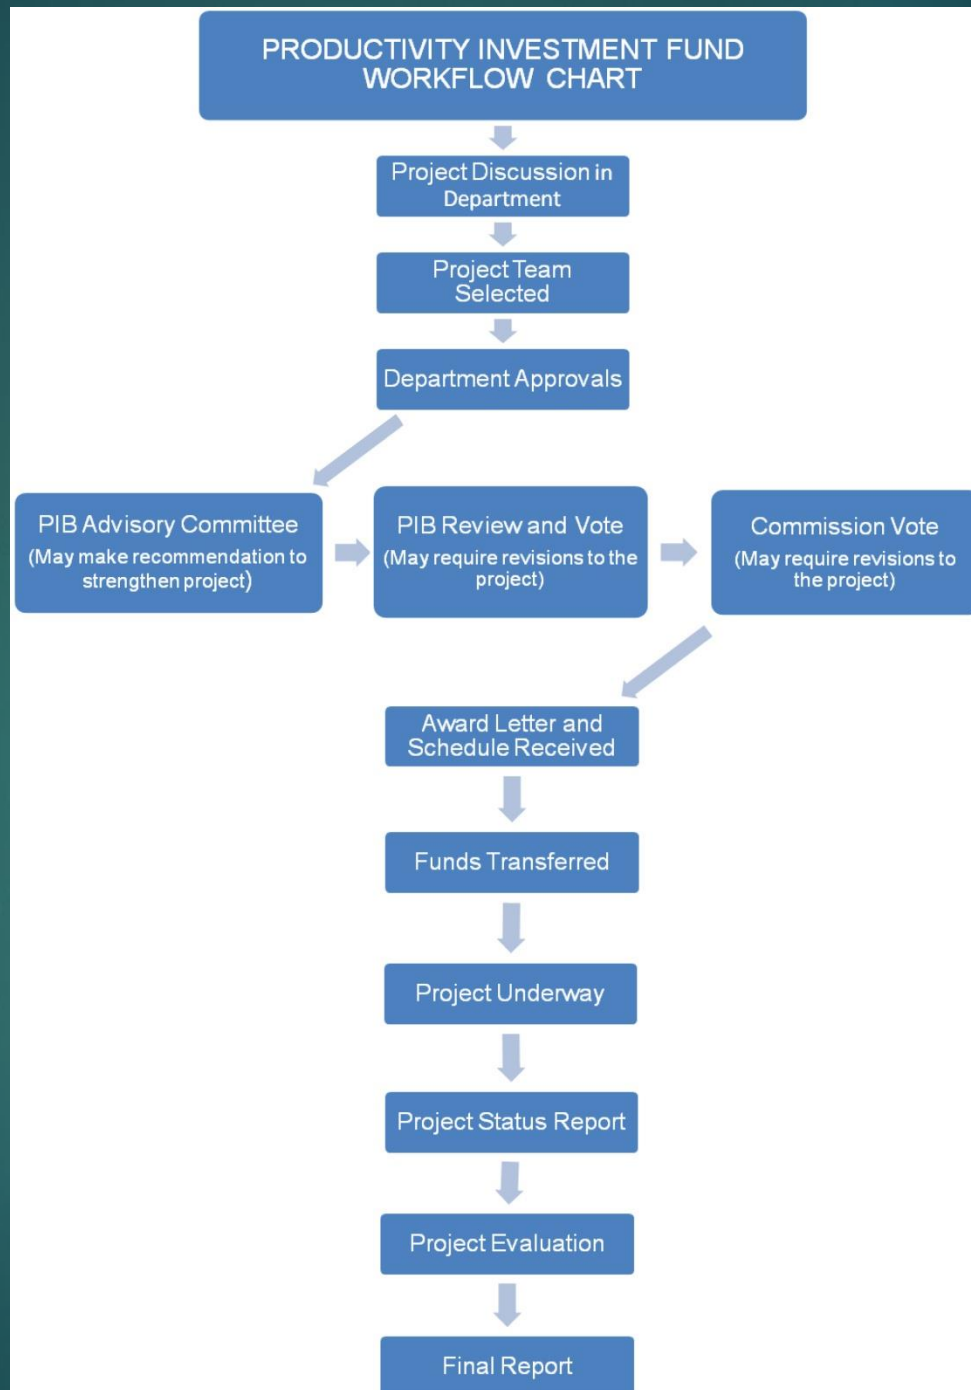 PRODUCTIVITY INVESTMENT FUND
WORKFLOW CHART
Project Discussion in
Department
Project Team
Selected
Department Approvals
PIB Advisory Committee
(May make recommendation to
strengthen project)
PIB Review and Vote
(May require revisions to the
project)
Commission Vote
(May require revisions to
the project)
Award Letter and
Schedule Received
Funds Transferred
Project Underway
Project Status Report
Project Evaluation
Final Report